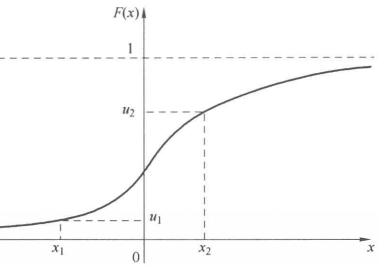 F(x)
1
u₂
u₁
x₁
0
x₂
x